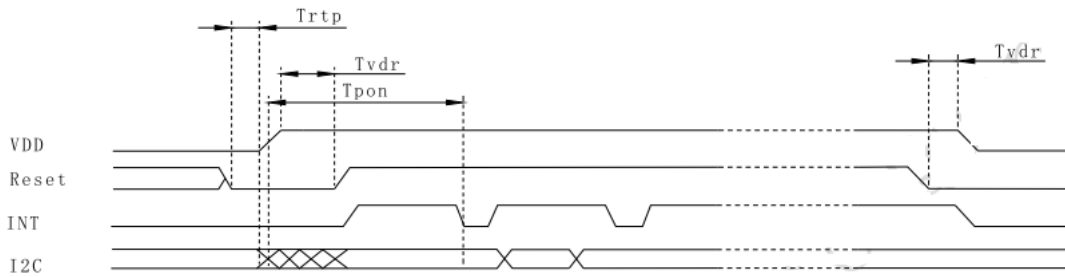 Trtp
Tvdr
Tvdr
Tpon
VDD
Reset
INT
I2C